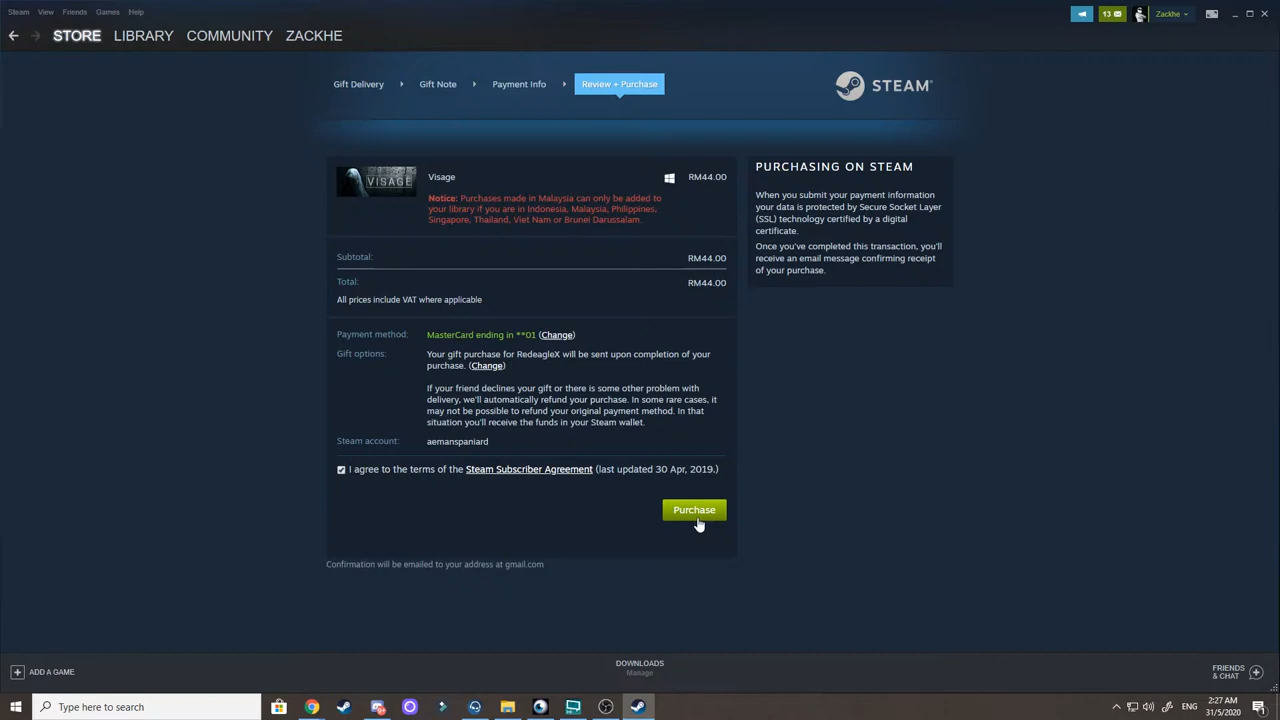 Steam View Friends Games Help
13 Zackhe
STORE LIBRARY COMMUNITY ZACKHE
Gift Delivery Gift Note Payment Info Review + Purchase
STEAM
VISAGE
Visage RM44.00
Notice: Purchases made in Malaysia can only be added to
your library if you are in Indonesia, Malaysia, Philippines,
Singapore, Thailand, Viet Nam or Brunei Darussalam.
Subtotal: RM44.00
Total: RM44.00
All prices include VAT where applicable
Payment method: MasterCard ending in **01 (Change)
Gift options: Your gift purchase for RedeagleX will be sent upon completion of your
purchase. (Change)
If your friend declines your gift or there is some other problem with
delivery, we'll automatically refund your purchase. In some rare cases, it
may not be possible to refund your original payment method. In that
situation you'll receive the funds in your Steam wallet.
Steam account: aemanspaniard
I agree to the terms of the Steam Subscriber Agreement (last updated 30 Apr, 2019.)
Purchase
Confirmation will be emailed to your address at gmail.com
PURCHASING ON STEAM
When you submit your payment information
your data is protected by Secure Socket Layer
(SSL) technology certified by a digital
certificate.
Once you've completed this transaction, you'll
receive an email message confirming receipt
of your purchase.
ADD A GAME
DOWNLOADS
Manage
FRIENDS
& CHAT
Type here to search
ENG
2:27 AM
31/5/2020